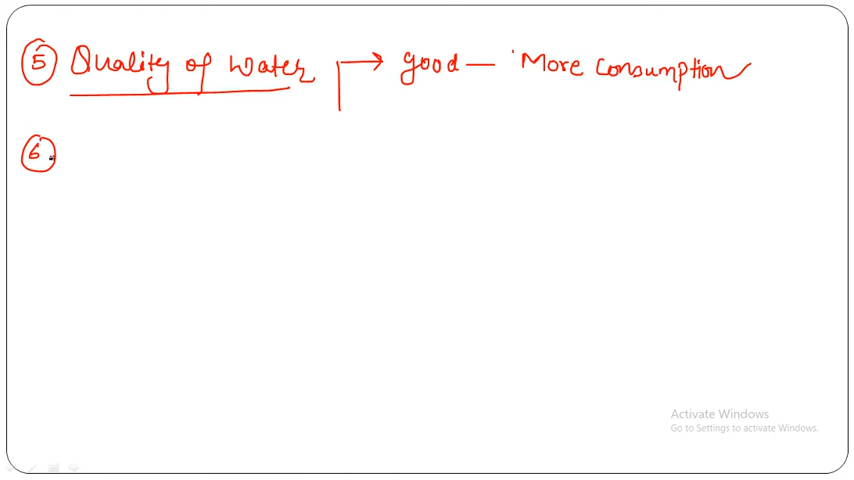 5 Quality of Water → good — More consumption
6
Activate Windows
Go to Settings to activate Windows.